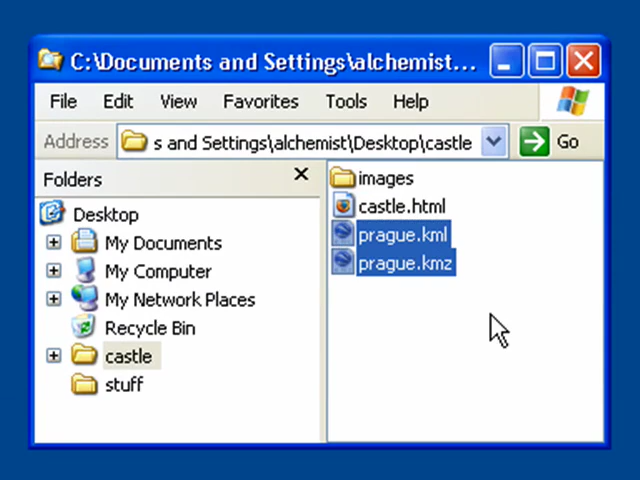 C:\Documents and Settings\alchemist...
File Edit View Favorites Tools Help
Address s and Settings\alchemist\Desktop\castle Go
Folders
Desktop
My Documents
My Computer
My Network Places
Recycle Bin
castle
stuff
images
castle.html
prague.kml
prague.kmz